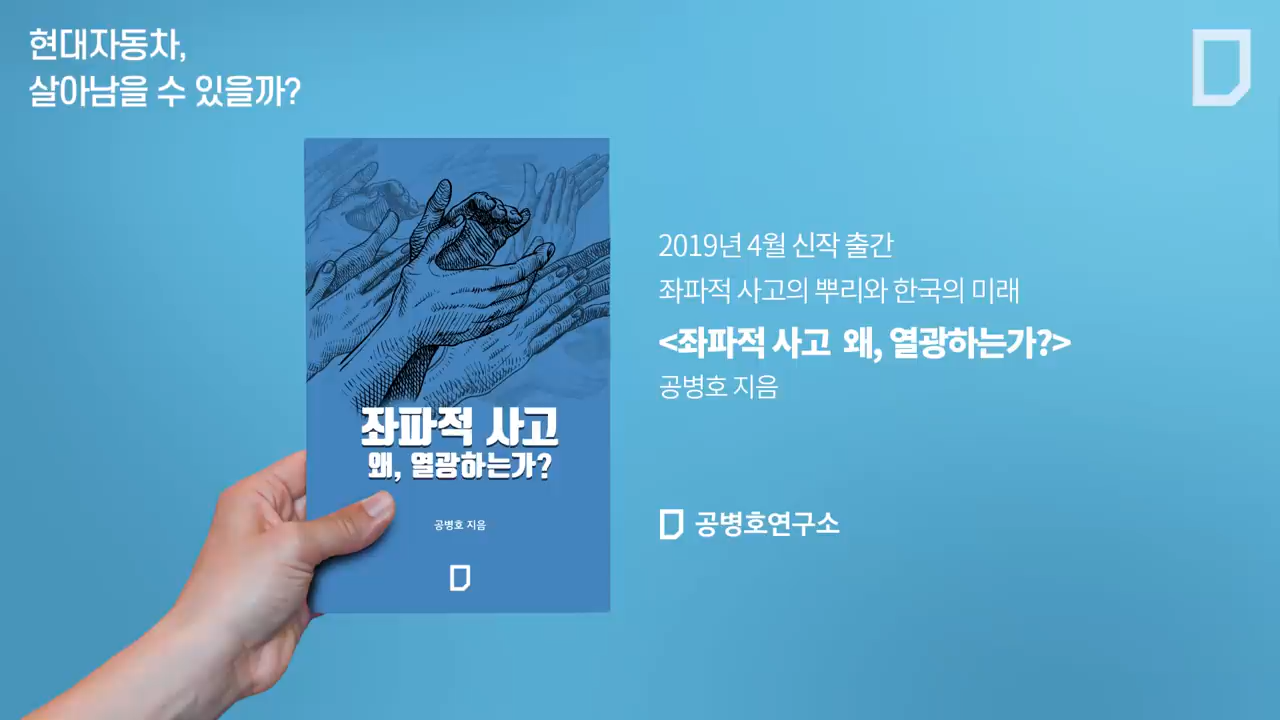 현대자동차,
살아남을 수 있을까?
2019년 4월 신작 출간
좌파적 사고의 뿌리와 한국의 미래
<좌파적 사고 왜, 열광하는가?>
공병호 지음
공병호연구소
좌파적 사고
왜, 열광하는가?
공병호 지음